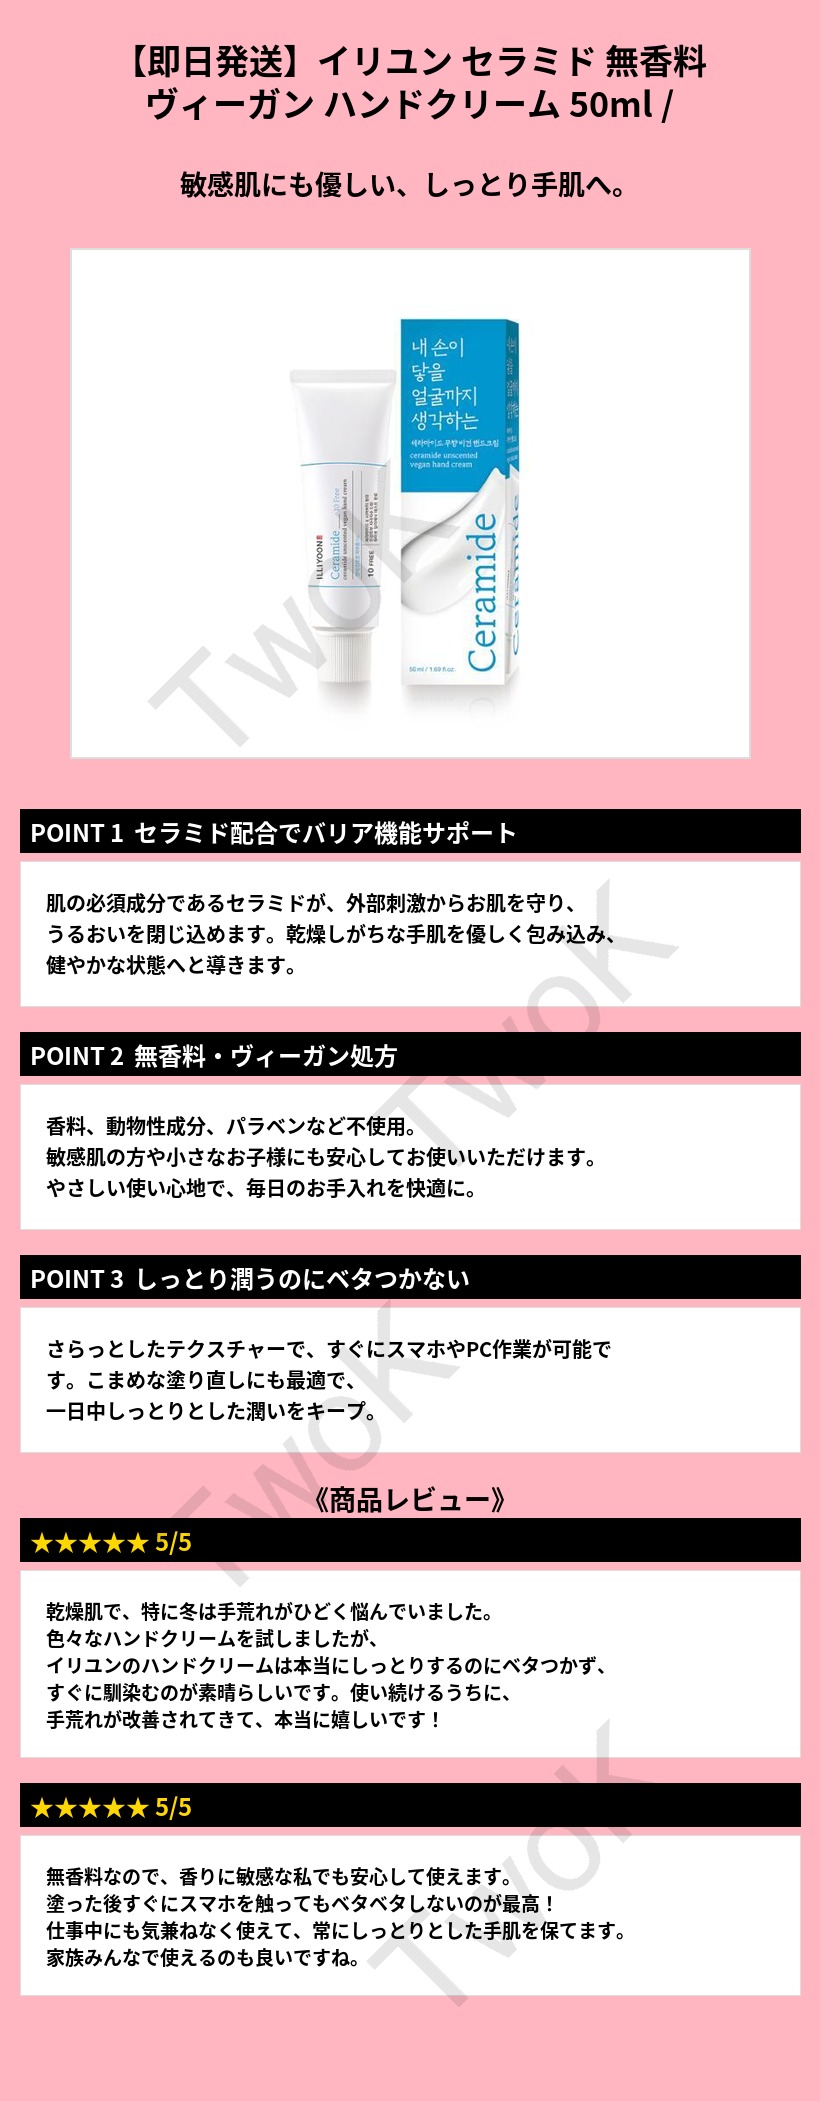 【即日発送】イリユン セラミド 無香料
ヴィーガン ハンドクリーム 50ml /
敏感肌にも優しい、しっとり手肌へ。
내 손이
닿을
얼굴까지
생각하는
세라마이드 무향 비건 핸드크림
ceramide unscented
vegan hand cream
Ceramide
50 ml / 1.69 fl.oz.
ILLIYOON
Ceramide
10 Free
ceramide unscented vegan hand cream
10 FREE
Ceramide
TwoK
POINT 1 セラミド配合でバリア機能サポート
肌の必須成分であるセラミドが、外部刺激からお肌を守り、
うるおいを閉じ込めます。乾燥しがちな手肌を優しく包み込み、
健やかな状態へと導きます。
TwoK
POINT 2 無香料・ヴィーガン処方
香料、動物性成分、パラベンなど不使用。
敏感肌の方や小さなお子様にも安心してお使いいただけます。
やさしい使い心地で、毎日のお手入れを快適に。
POINT 3 しっとり潤うのにベタつかない
さらっとしたテクスチャーで、すぐにスマホやPC作業が可能で
す。こまめな塗り直しにも最適で、
一日中しっとりとした潤いをキープ。
TwoK
《商品レビュー》
★★★★★ 5/5
乾燥肌で、特に冬は手荒れがひどく悩んでいました。
色々なハンドクリームを試しましたが、
イリユンのハンドクリームは本当にしっとりするのにベタつかず、
すぐに馴染むのが素晴らしいです。使い続けるうちに、
手荒れが改善されてきて、本当に嬉しいです！
★★★★★ 5/5
無香料なので、香りに敏感な私でも安心して使えます。
塗った後すぐにスマホを触ってもベタベタしないのが最高！
仕事中にも気兼ねなく使えて、常にしっとりとした手肌を保てます。
家族みんなで使えるのも良いですね。
TwoK